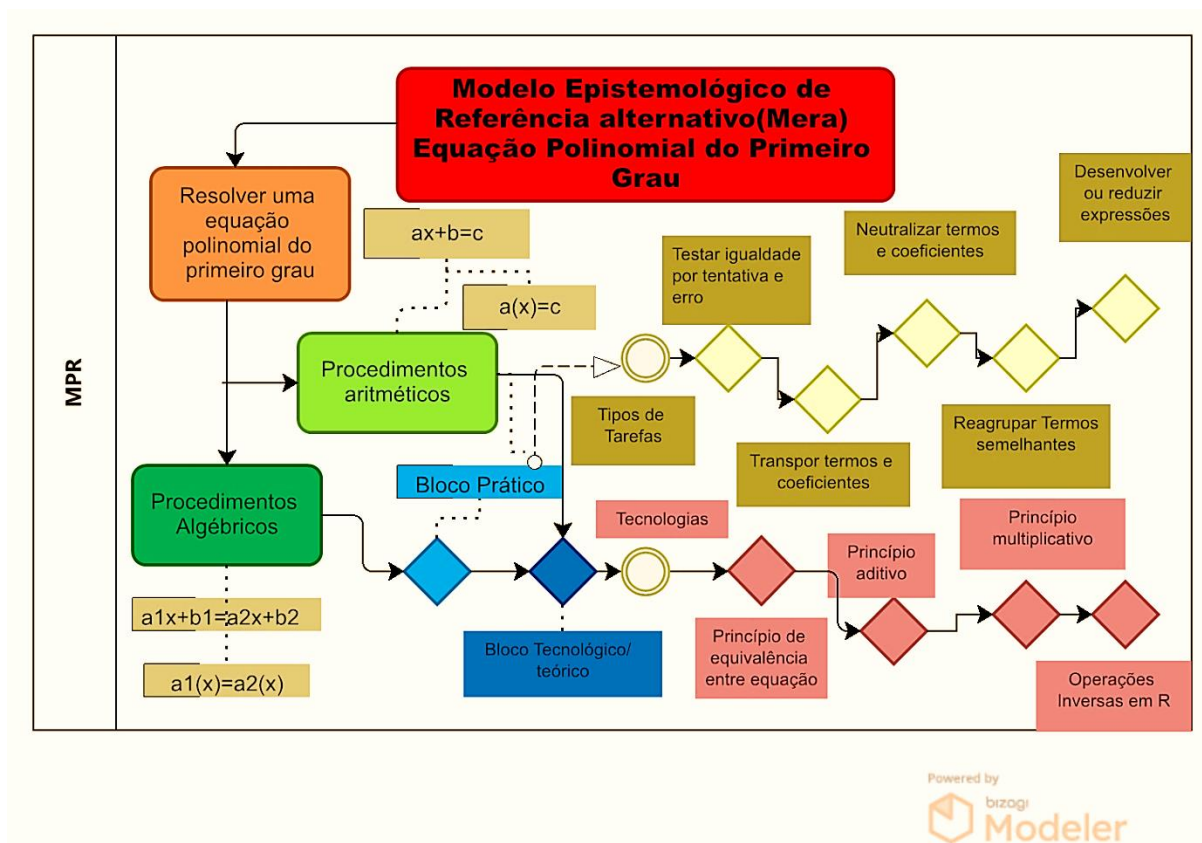 MPR
Modelo Epistemológico de
Referência alternativo(Mera)
Equação Polinomial do Primeiro
Grau
Resolver uma
equação
polinomial do
primeiro grau
ax+b=c
a(x)=c
Procedimentos
aritméticos
Testar igualdade
por tentativa e
erro
Neutralizar termos
e coeficientes
Desenvolver
ou reduzir
expressões
Tipos de
Tarefas
Transpor termos e
coeficientes
Reagrupar Termos
semelhantes
Procedimentos
Algébricos
Bloco Prático
Tecnologias
Princípio
aditivo
Princípio
multiplicativo
a1x+b1=a2x+b2
a1(x)=a2(x)
Bloco Tecnológico/
teórico
Princípio de
equivalência
entre equação
Operações
Inversas em R
Powered by
bizagi
Modeler